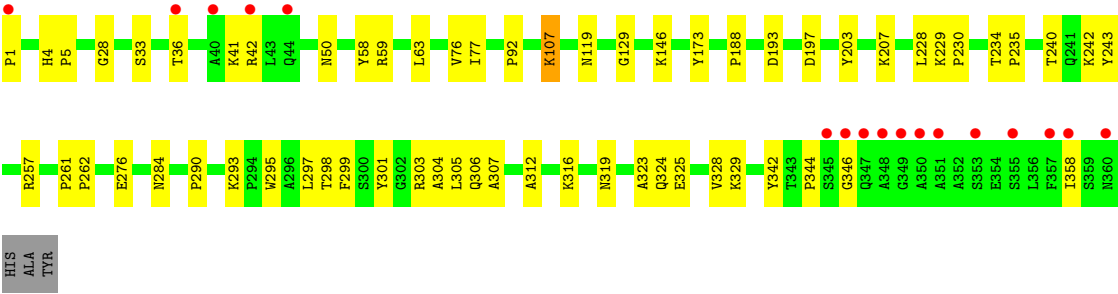 P1 H4 P5 G28 S33 T36 A40 K41 R42 L43 Q44 N50 Y58 R59 L63 V76 I77 P92 K107 N119 G129 K146 Y173 P188 D193 D197 Y203 K207 L228 K229 P230 T234 P235 T240 Q241 K242 Y243
R257 P261 P262 E276 N284 P290 K293 P294 W295 A296 L297 T298 F299 S300 Y301 G302 R303 A304 L305 Q306 A307 A312 K316 N319 A323 Q324 E325 V328 K329 Y342 T343 P344 S345 G346 Q347 A348 G349 A350 A351 A352 S353 E354 S355 L356 F357 I358 S359 N360
HIS ALA TYR